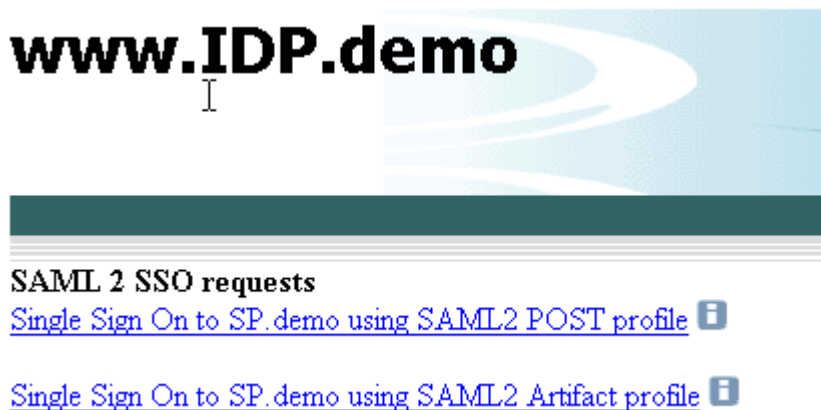 www.IDP.demo
SAML 2 SSO requests
Single Sign On to SP.demo using SAML2 POST profile
Single Sign On to SP.demo using SAML2 Artifact profile